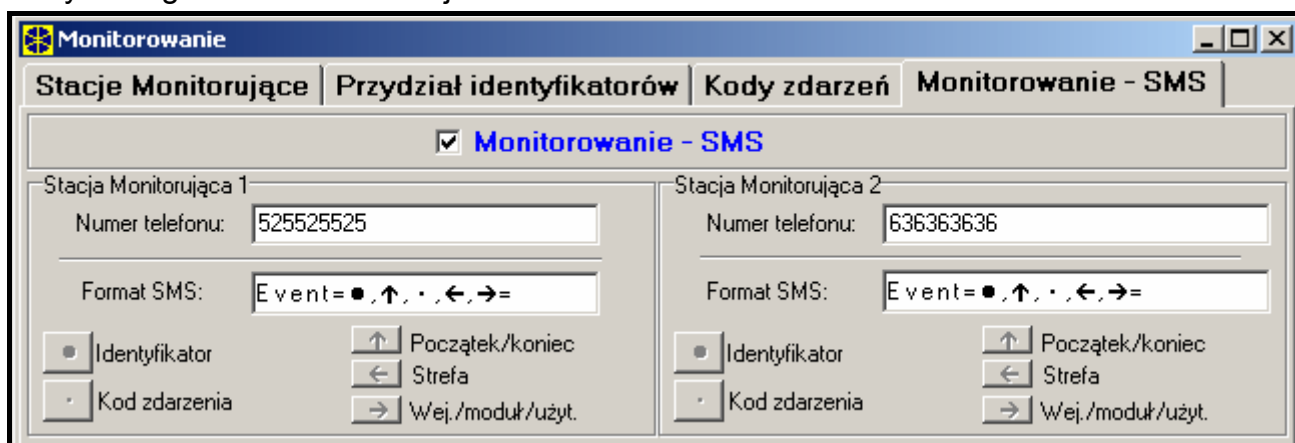 Monitorowanie
Stacje Monitorujące Przydział identyfikatorów Kody zdarzeń Monitorowanie - SMS
Monitorowanie - SMS
Stacja Monitorująca 1
Numer telefonu: 525525525
Format SMS: Event=●,↑,·,←,→=
● Identyfikator
↑ Początek/koniec
← Strefa
· Kod zdarzenia
→ Wej./moduł/użyt.
Stacja Monitorująca 2
Numer telefonu: 636363636
Format SMS: Event=●,↑,·,←,→=
● Identyfikator
↑ Początek/koniec
← Strefa
· Kod zdarzenia
→ Wej./moduł/użyt.